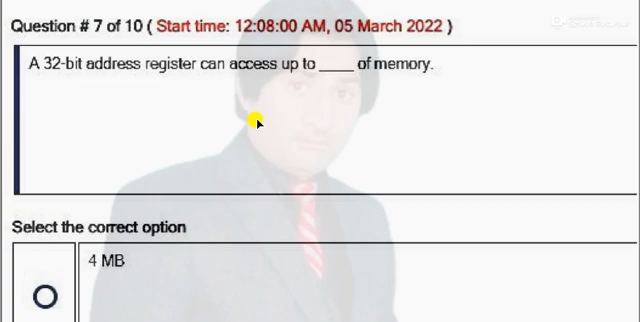 Question # 7 of 10 ( Start time: 12:08:00 AM, 05 March 2022 )
A 32-bit address register can access up to ____ of memory.
Select the correct option
4 MB